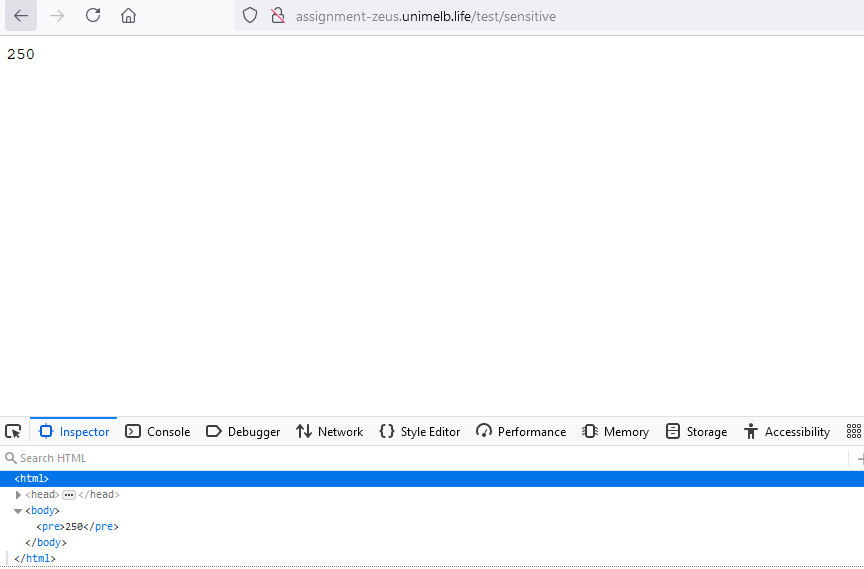 assignment-zeus.unimelb.life/test/sensitive
250
Inspector Console Debugger Network {} Style Editor Performance Memory Storage Accessibility
Search HTML +
<html>
<head> ••• </head>
<body>
<pre>250</pre>
</body>
</html>